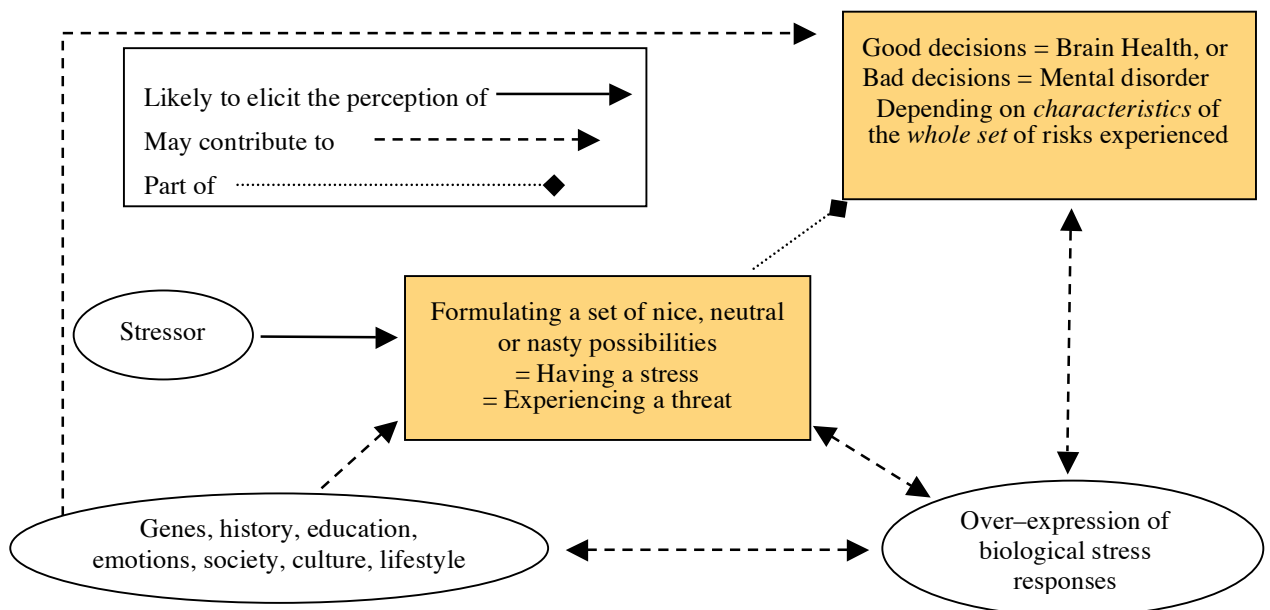 Good decisions = Brain Health, or
Bad decisions = Mental disorder
Depending on characteristics of
the whole set of risks experienced
Likely to elicit the perception of
May contribute to
Part of
Stressor
Formulating a set of nice, neutral
or nasty possibilities
= Having a stress
= Experiencing a threat
Genes, history, education,
emotions, society, culture, lifestyle
Over–expression of
biological stress
responses